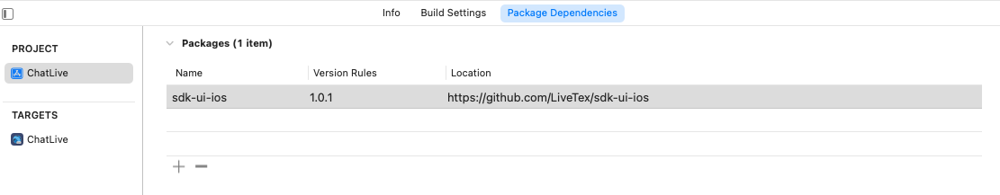 Info Build Settings Package Dependencies
PROJECT
ChatLive
TARGETS
ChatLive
Packages (1 item)
Name Version Rules Location
sdk-ui-ios 1.0.1 https://github.com/LiveTex/sdk-ui-ios